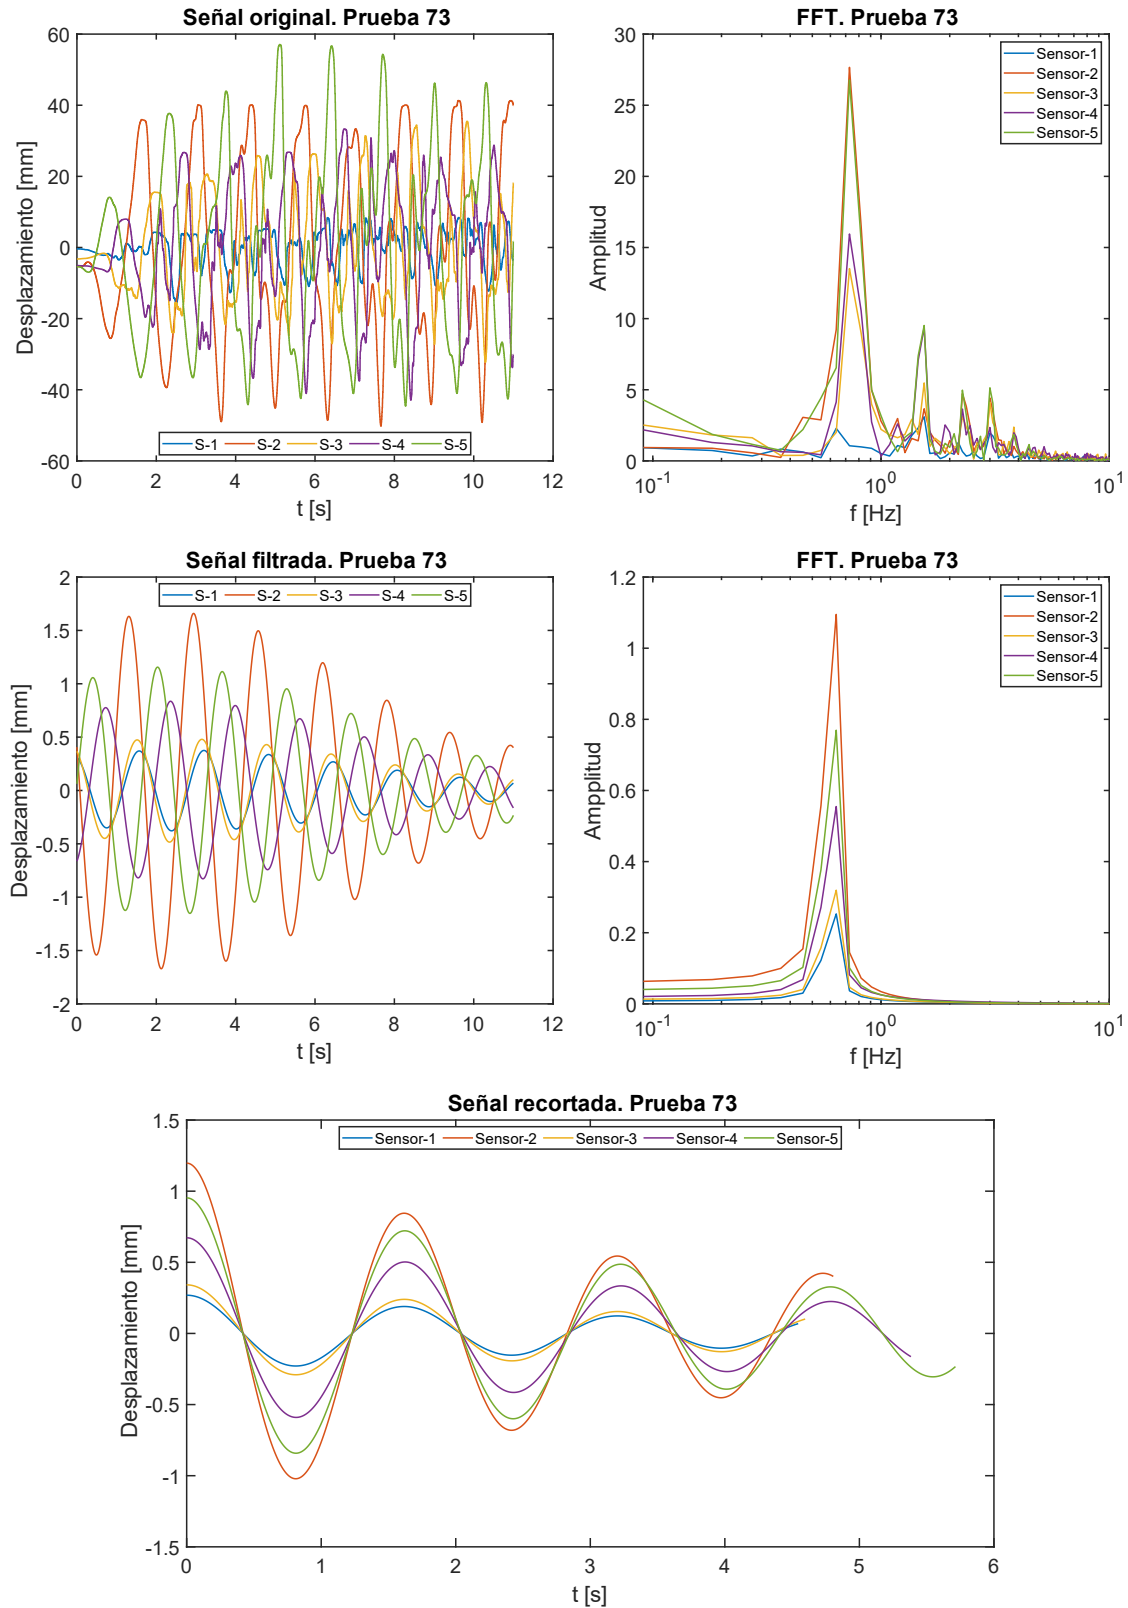 Señal original. Prueba 73
60
40
20
0
-20
-40
-60
Desplazamiento [mm]
S-1 S-2 S-3 S-4 S-5
0 2 4 6 8 10 12
t [s]
FFT. Prueba 73
30
25
20
15
10
5
0
Amplitud
Sensor-1
Sensor-2
Sensor-3
Sensor-4
Sensor-5
10-1 100 101
f [Hz]
Señal filtrada. Prueba 73
2
1.5
1
0.5
0
-0.5
-1
-1.5
-2
Desplazamiento [mm]
S-1 S-2 S-3 S-4 S-5
0 2 4 6 8 10 12
t [s]
FFT. Prueba 73
1.2
1
0.8
0.6
0.4
0.2
0
Ampplitud
Sensor-1
Sensor-2
Sensor-3
Sensor-4
Sensor-5
10-1 100 101
f [Hz]
Señal recortada. Prueba 73
1.5
1
0.5
0
-0.5
-1
-1.5
Desplazamiento [mm]
Sensor-1 Sensor-2 Sensor-3 Sensor-4 Sensor-5
0 1 2 3 4 5 6
t [s]